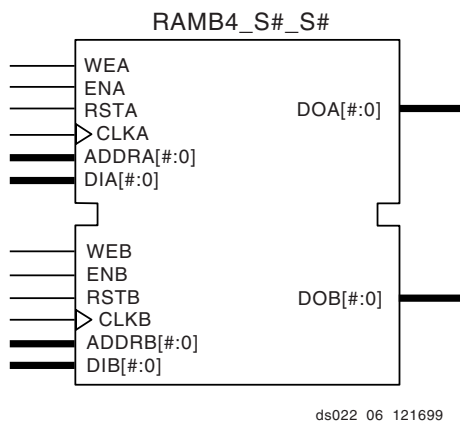 RAMB4_S#_S#
WEA
ENA
RSTA
DOA[#:0]
CLKA
ADDRA[#:0]
DIA[#:0]
WEB
ENB
RSTB
DOB[#:0]
CLKB
ADDRB[#:0]
DIB[#:0]
ds022_06_121699